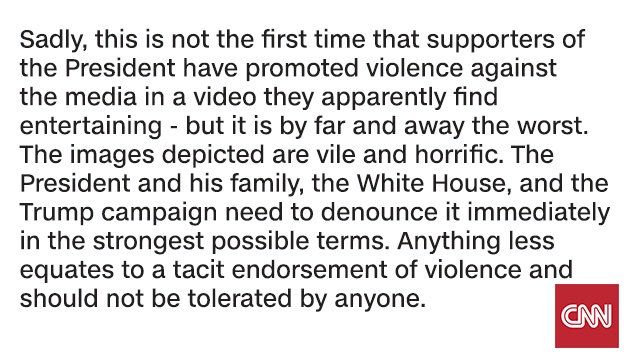 Sadly, this is not the first time that supporters of
the President have promoted violence against
the media in a video they apparently find
entertaining - but it is by far and away the worst.
The images depicted are vile and horrific. The
President and his family, the White House, and the
Trump campaign need to denounce it immediately
in the strongest possible terms. Anything less
equates to a tacit endorsement of violence and
should not be tolerated by anyone.
CNN